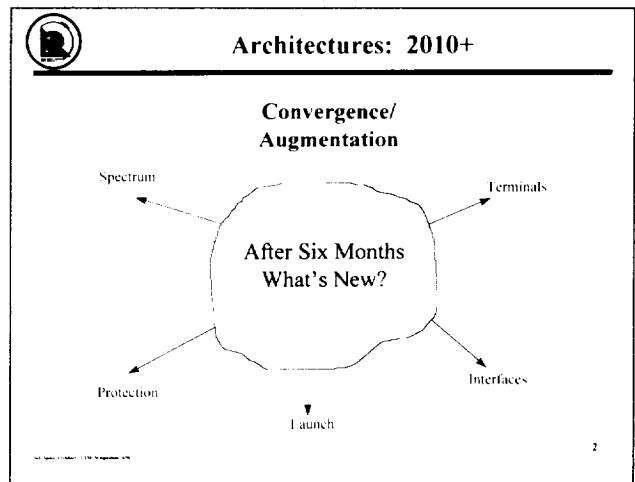 Architectures: 2010+
Convergence/
Augmentation
Spectrum
Terminals
After Six Months
What's New?
Protection
Interfaces
Launch
2